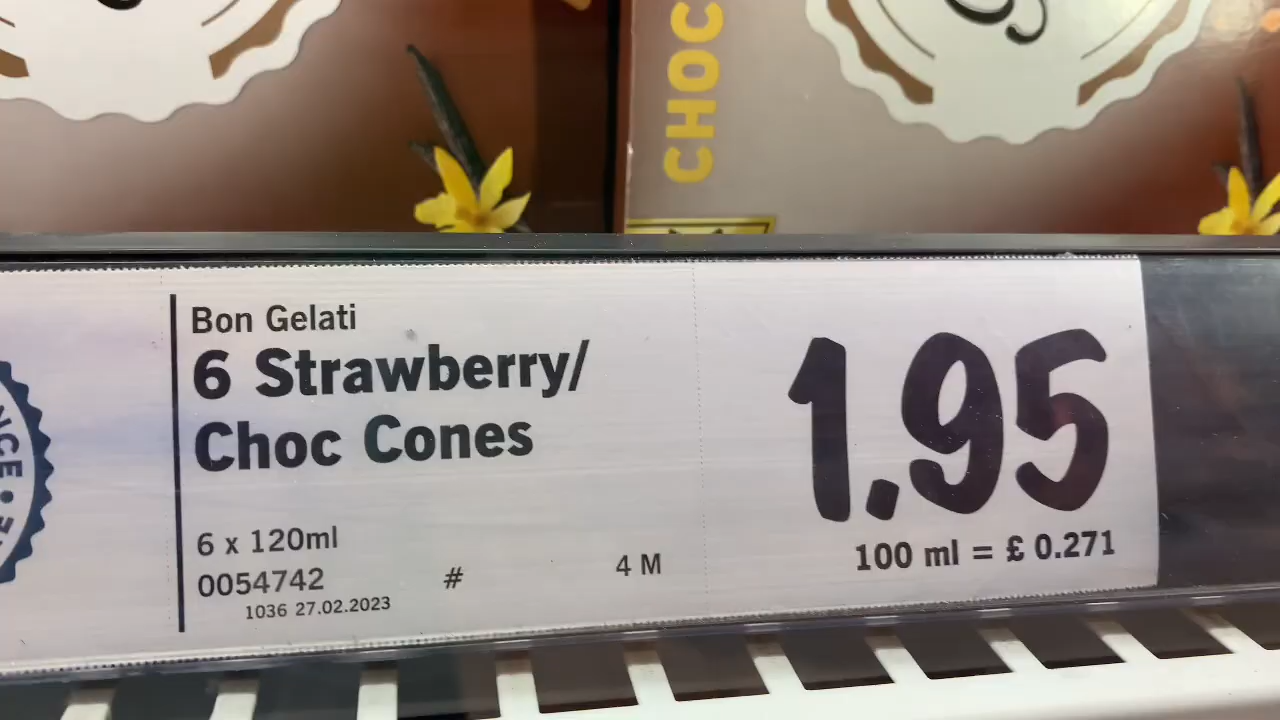 CHOC
Bon Gelati
6 Strawberry/
Choc Cones
1.95
6 x 120ml
100 ml = £ 0.271
0054742 # 4 M
1036 27.02.2023